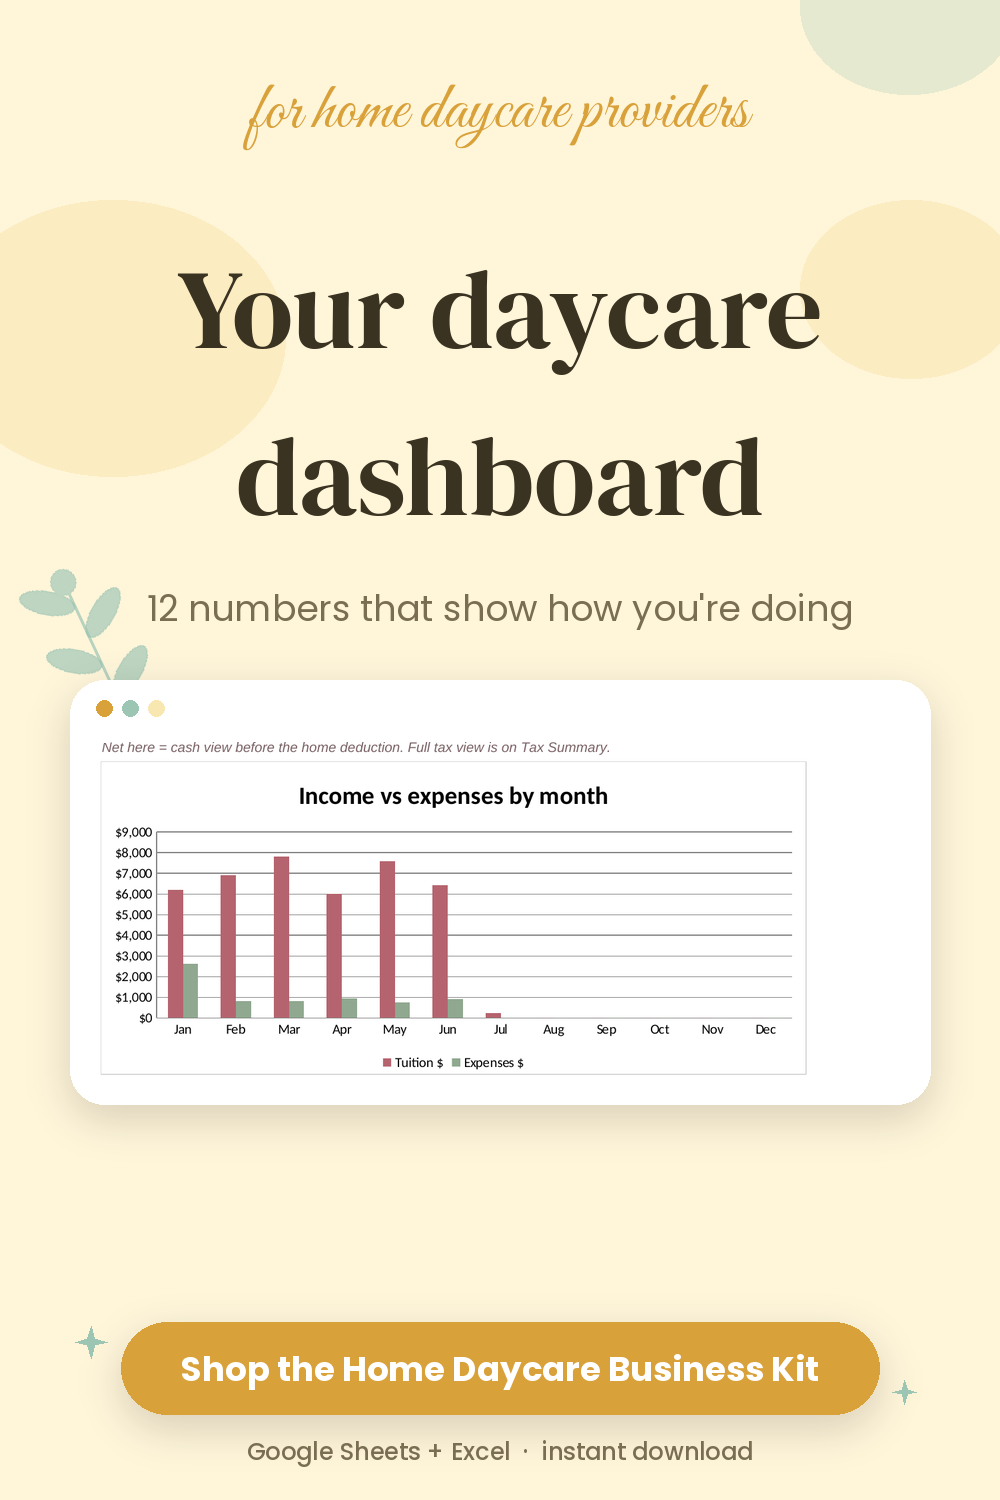 for home daycare providers
Your daycare
dashboard
12 numbers that show how you're doing
Net here = cash view before the home deduction. Full tax view is on Tax Summary.
Income vs expenses by month
$9,000
$8,000
$7,000
$6,000
$5,000
$4,000
$3,000
$2,000
$1,000
$0
Jan Feb Mar Apr May Jun Jul Aug Sep Oct Nov Dec
Tuition $ Expenses $
Shop the Home Daycare Business Kit
Google Sheets + Excel · instant download